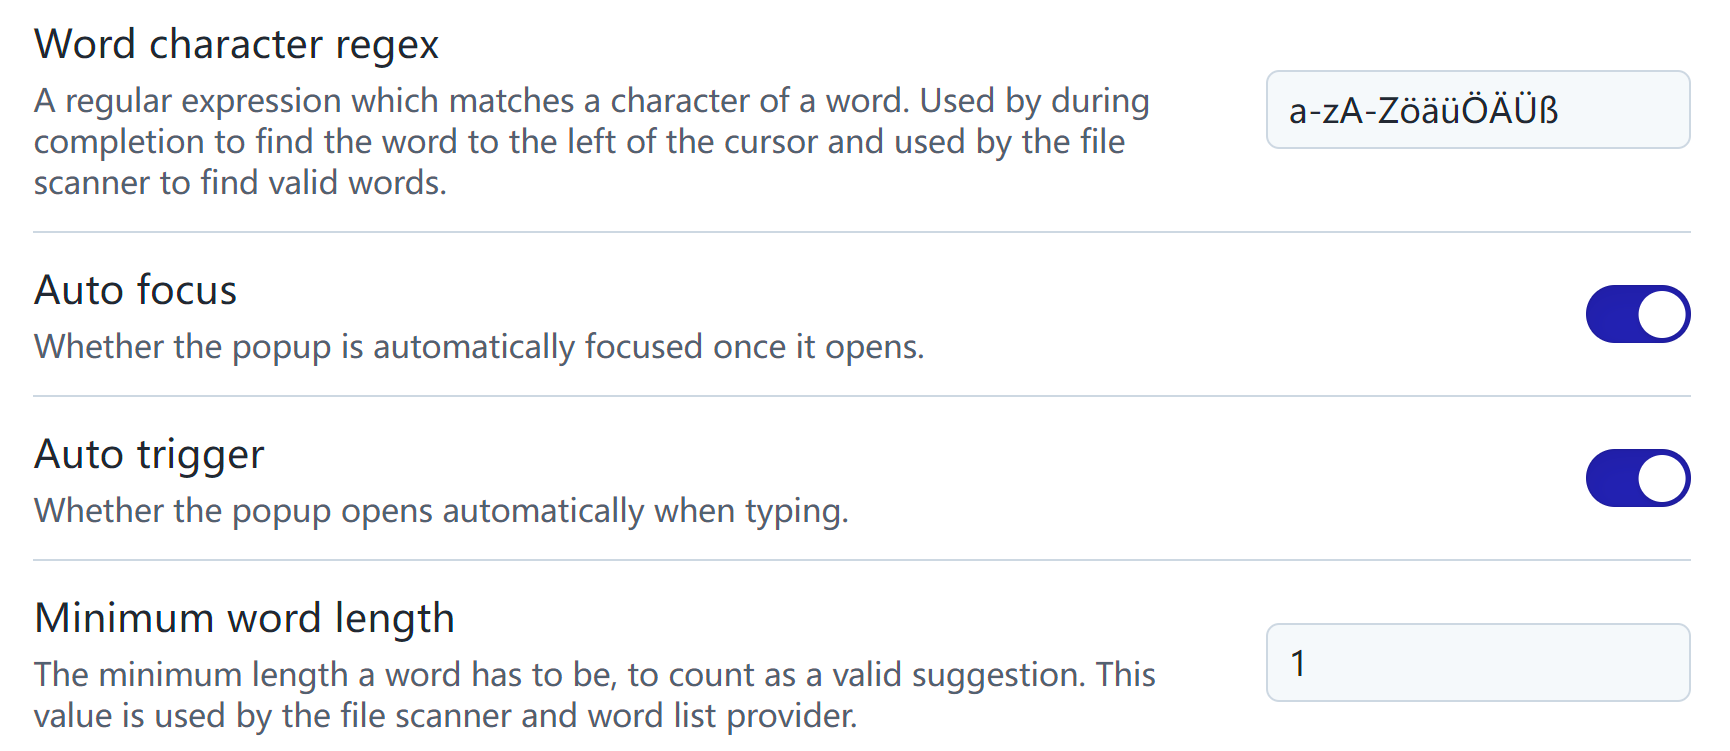 Word character regex
A regular expression which matches a character of a word. Used by during
completion to find the word to the left of the cursor and used by the file
scanner to find valid words.
a-zA-ZöäüÖÄÜß
Auto focus
Whether the popup is automatically focused once it opens.
Auto trigger
Whether the popup opens automatically when typing.
Minimum word length
The minimum length a word has to be, to count as a valid suggestion. This
value is used by the file scanner and word list provider.
1